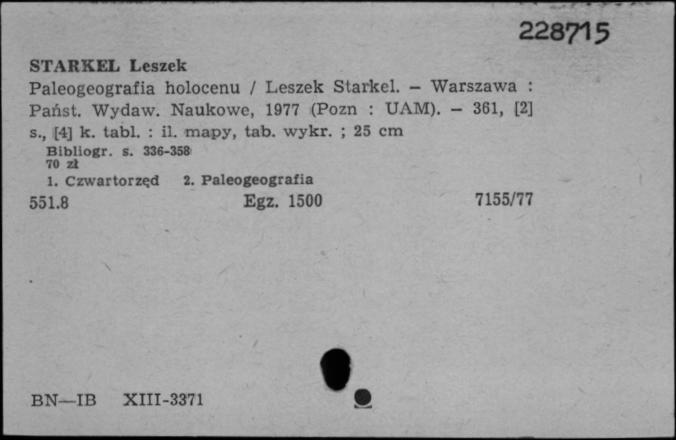 228715
STARKEL Leszek
Paleogeografia holocenu / Leszek Starkel. — Warszawa :
Państ. Wydaw. Naukowe, 1977 (Pozn : UAM). — 361, [2]
s., [4] k. tabl. : il. mapy, tab. wykr. ; 25 cm
Bibliogr. s. 336-358
70 zł
1. Czwartorzęd 2. Paleogeografia
551.8 Egz. 1500 7155/77
BN—IB XIII-3371